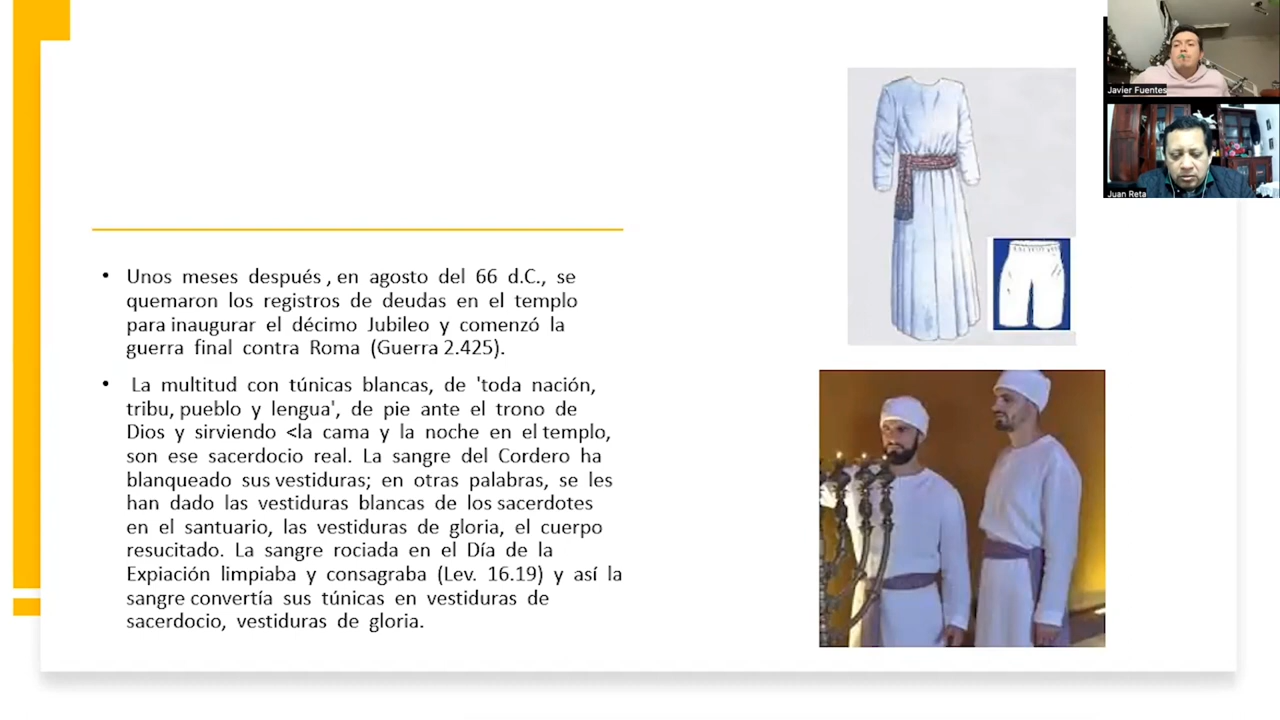 Unos meses después, en agosto del 66 d.C., se
quemaron los registros de deudas en el templo
para inaugurar el décimo Jubileo y comenzó la
guerra final contra Roma (Guerra 2.425).
La multitud con túnicas blancas, de 'toda nación,
tribu, pueblo y lengua', de pie ante el trono de
Dios y sirviendo <la cama y la noche en el templo,
son ese sacerdocio real. La sangre del Cordero ha
blanqueado sus vestiduras; en otras palabras, se les
han dado las vestiduras blancas de los sacerdotes
en el santuario, las vestiduras de gloria, el cuerpo
resucitado. La sangre rociada en el Día de la
Expiación limpiaba y consagraba (Lev. 16.19) y así la
sangre convertía sus túnicas en vestiduras de
sacerdocio, vestiduras de gloria.
Javier Fuentes
Juan Reta